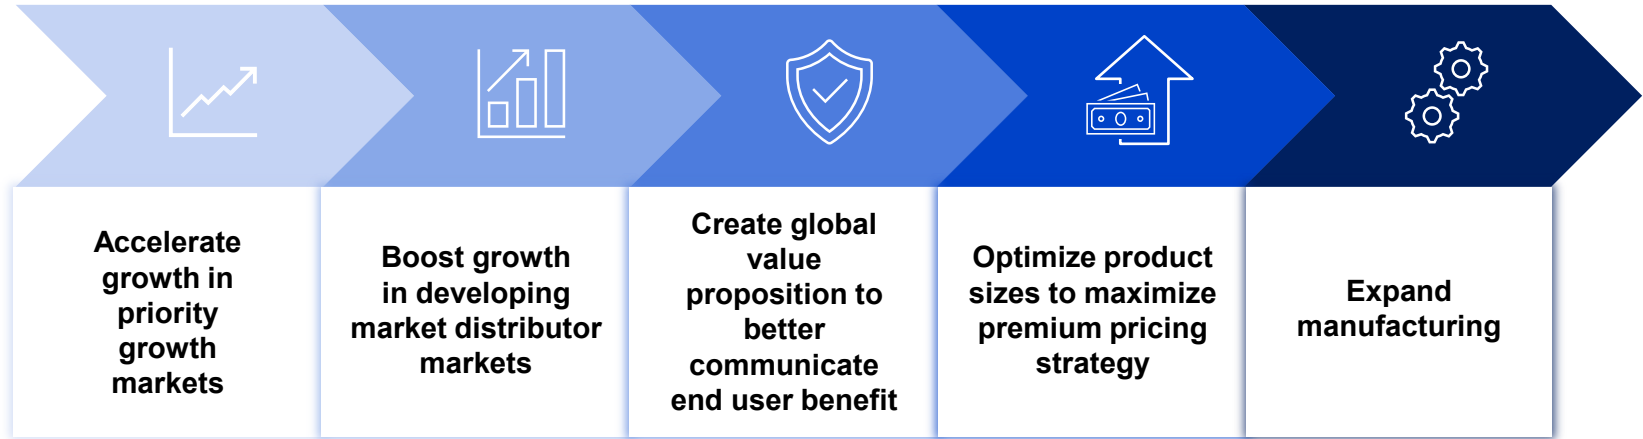 Accelerate
growth in
priority
growth
markets
Boost growth
in developing
market distributor
markets
Create global
value
proposition to
better
communicate
end user benefit
Optimize product
sizes to maximize
premium pricing
strategy
Expand
manufacturing